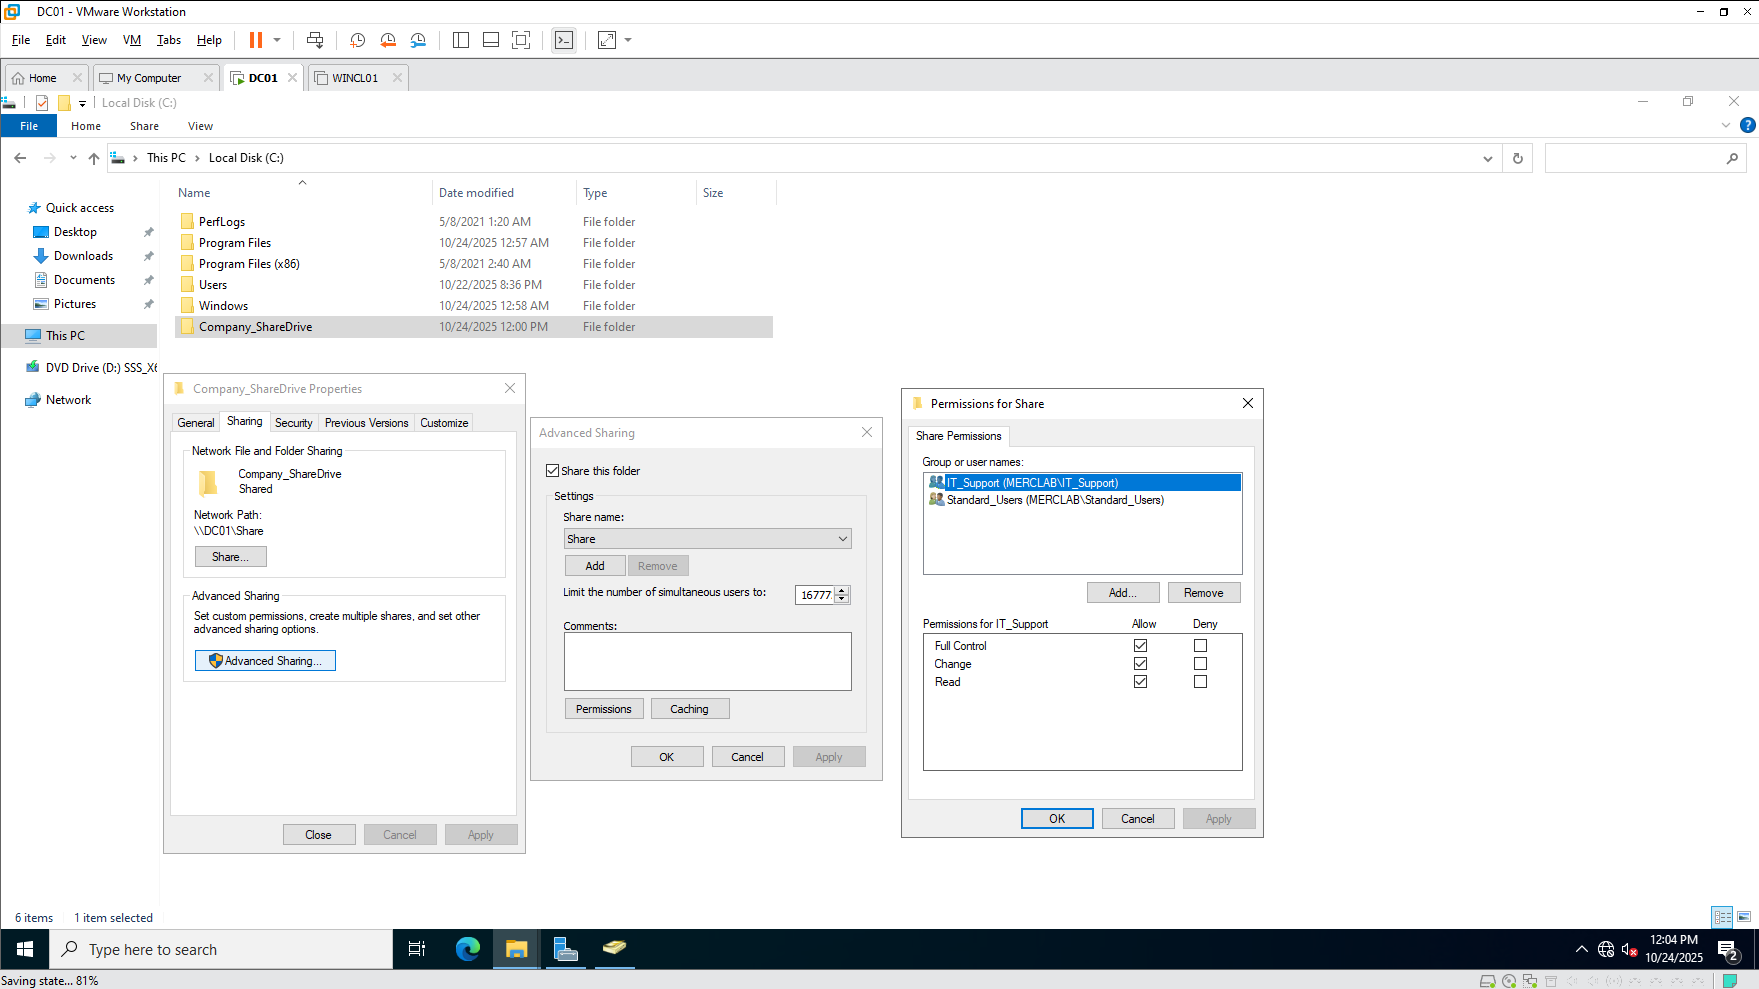 DC01 - VMware Workstation
File Edit View VM Tabs Help
Home My Computer DC01 WINCL01
Local Disk (C:)
File Home Share View
This PC Local Disk (C:)
Name Date modified Type Size
Quick access
Desktop
Downloads
Documents
Pictures
This PC
DVD Drive (D:) SSS_X6
Network
PerfLogs 5/8/2021 1:20 AM File folder
Program Files 10/24/2025 12:57 AM File folder
Program Files (x86) 5/8/2021 2:40 AM File folder
Users 10/22/2025 8:36 PM File folder
Windows 10/24/2025 12:58 AM File folder
Company_ShareDrive 10/24/2025 12:00 PM File folder
Company_ShareDrive Properties
General Sharing Security Previous Versions Customize
Network File and Folder Sharing
Company_ShareDrive
Shared
Network Path:
\\DC01\Share
Share...
Advanced Sharing
Set custom permissions, create multiple shares, and set other
advanced sharing options.
Advanced Sharing...
Close Cancel Apply
Advanced Sharing
Share this folder
Settings
Share name:
Share
Add Remove
Limit the number of simultaneous users to: 16777
Comments:
Permissions Caching
OK Cancel Apply
Permissions for Share
Share Permissions
Group or user names:
IT_Support (MERCLAB\IT_Support)
Standard_Users (MERCLAB\Standard_Users)
Add... Remove
Permissions for IT_Support Allow Deny
Full Control
Change
Read
OK Cancel Apply
6 items 1 item selected
Type here to search
12:04 PM
10/24/2025
2
Saving state... 81%